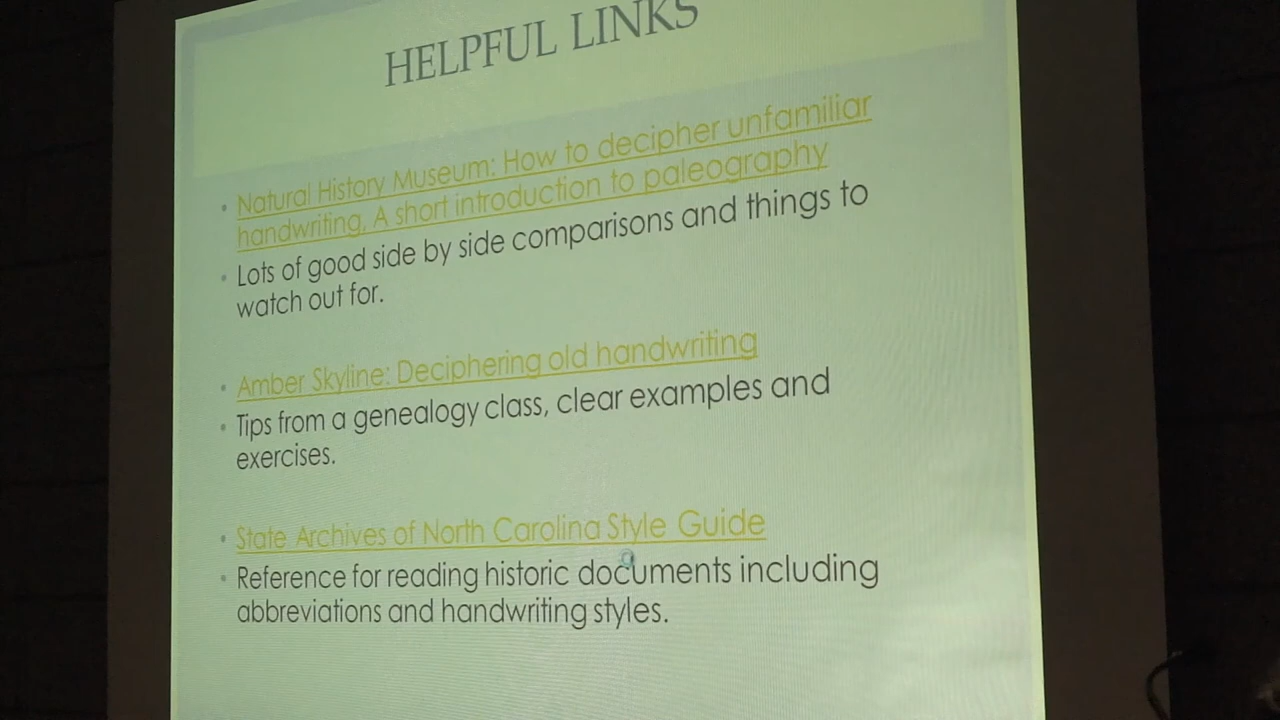 HELPFUL LINKS
• Natural History Museum: How to decipher unfamiliar
handwriting, A short introduction to paleography
• Lots of good side by side comparisons and things to
watch out for.
• Amber Skyline: Deciphering old handwriting
• Tips from a genealogy class, clear examples and
exercises.
• State Archives of North Carolina Style Guide
• Reference for reading historic documents including
abbreviations and handwriting styles.